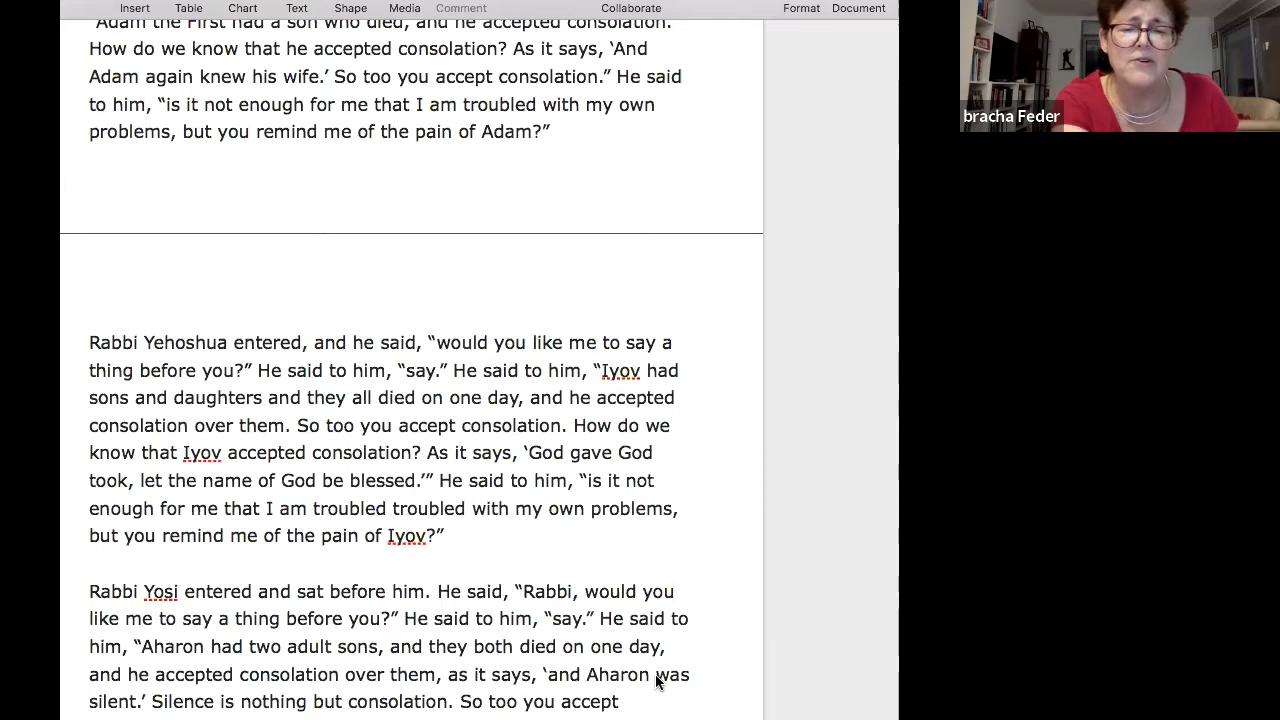 Insert Table Chart Text Shape Media Comment Collaborate Format Document
"Adam the First had a son who died, and he accepted consolation.
How do we know that he accepted consolation? As it says, ‘And
Adam again knew his wife.’ So too you accept consolation.” He said
to him, “is it not enough for me that I am troubled with my own
problems, but you remind me of the pain of Adam?”
Rabbi Yehoshua entered, and he said, “would you like me to say a
thing before you?” He said to him, “say.” He said to him, “Iyov had
sons and daughters and they all died on one day, and he accepted
consolation over them. So too you accept consolation. How do we
know that Iyov accepted consolation? As it says, ‘God gave God
took, let the name of God be blessed.’” He said to him, “is it not
enough for me that I am troubled troubled with my own problems,
but you remind me of the pain of Iyov?”
Rabbi Yosi entered and sat before him. He said, “Rabbi, would you
like me to say a thing before you?” He said to him, “say.” He said to
him, “Aharon had two adult sons, and they both died on one day,
and he accepted consolation over them, as it says, ‘and Aharon was
silent.’ Silence is nothing but consolation. So too you accept
bracha Feder